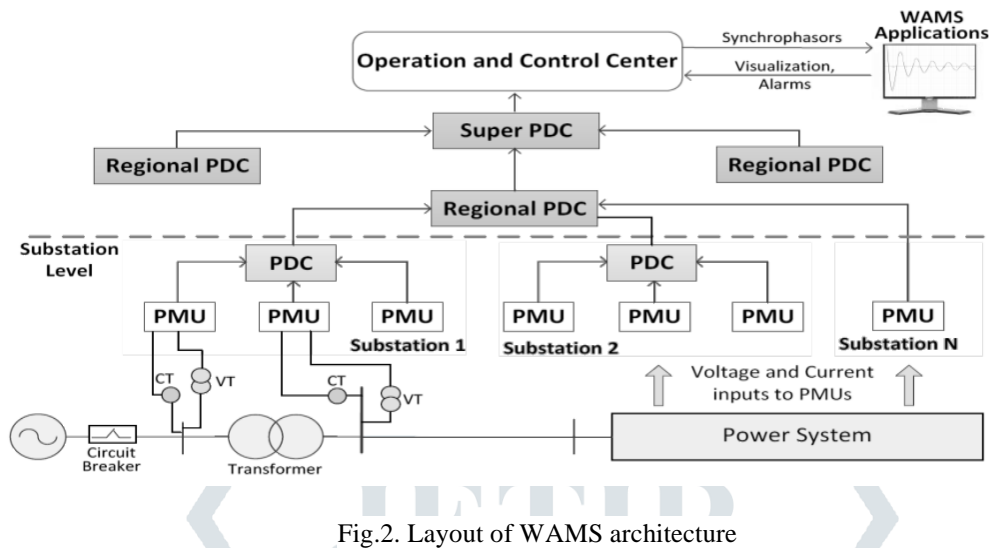 WAMS
Applications
Synchrophasors
Operation and Control Center
Visualization,
Alarms
Super PDC
Regional PDC
Regional PDC
Regional PDC
Substation
Level
PDC
PDC
PMU
PMU
PMU
PMU
PMU
PMU
PMU
Substation 1
Substation 2
Substation N
CT
VT
CT
VT
Voltage and Current
inputs to PMUs
Circuit
Breaker
Transformer
Power System
Fig.2. Layout of WAMS architecture